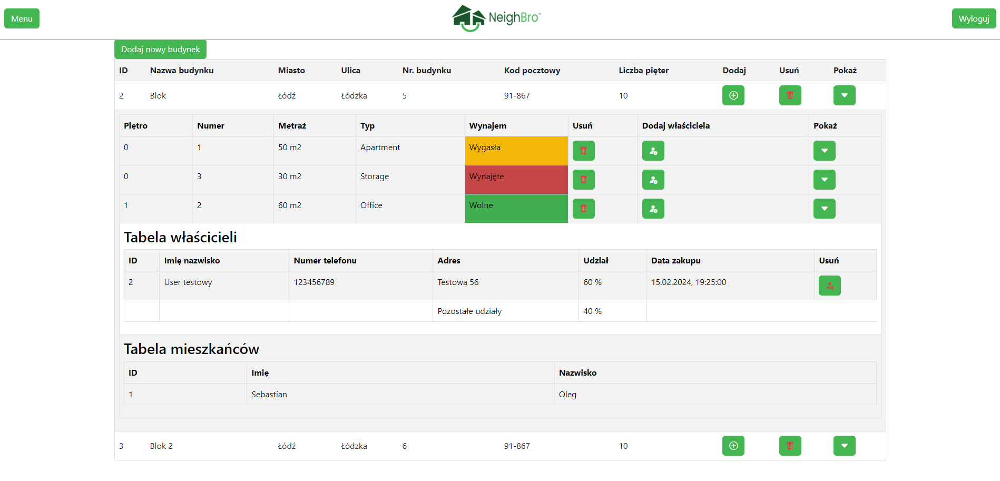 Menu
NeighBro™
Wyloguj
Dodaj nowy budynek
ID Nazwa budynku Miasto Ulica Nr. budynku Kod pocztowy Liczba pięter Dodaj Usuń Pokaż
2 Blok Łódź Łódzka 5 91-867 10
Piętro Numer Metraż Typ Wynajem Usuń Dodaj właściciela Pokaż
0 1 50 m2 Apartment Wygasła
0 3 30 m2 Storage Wynajęte
1 2 60 m2 Office Wolne
Tabela właścicieli
ID Imię nazwisko Numer telefonu Adres Udział Data zakupu Usuń
2 User testowy 123456789 Testowa 56 60 % 15.02.2024, 19:25:00
Pozostałe udziały 40 %
Tabela mieszkańców
ID Imię Nazwisko
1 Sebastian Oleg
3 Blok 2 Łódź Łódzka 6 91-867 10